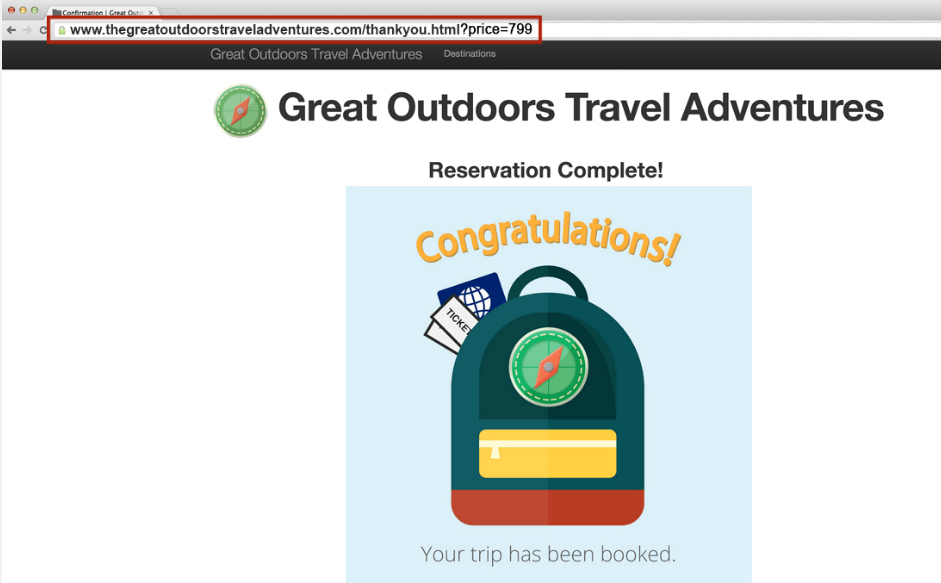 Confirmation | Great Outd
www.thegreatoutdoorstraveladventures.com/thankyou.html?price=799
Great Outdoors Travel Adventures Destinations
Great Outdoors Travel Adventures
Reservation Complete!
Congratulations!
TICKE
Your trip has been booked.